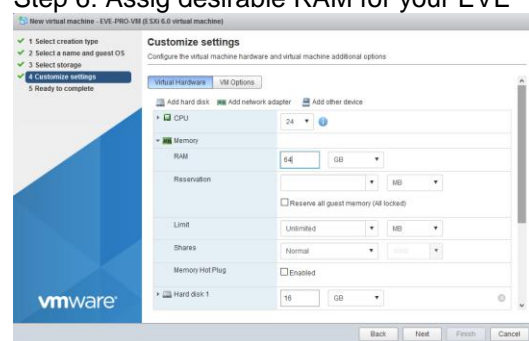 Step 6: Assig desirable RAM for your EVE
New virtual machine - EVE-PRO-VM (ESXi 6.0 virtual machine)
1 Select creation type
2 Select a name and guest OS
3 Select storage
4 Customize settings
5 Ready to complete
Customize settings
Configure the virtual machine hardware and virtual machine additional options
Virtual Hardware VM Options
Add hard disk Add network adapter Add other device
CPU 24
Memory
RAM 64 GB
Reservation MB
Reserve all guest memory (All locked)
Limit Unlimited MB
Shares Normal
Memory Hot Plug Enabled
Hard disk 1 16 GB
vmware
Back Next Finish Cancel